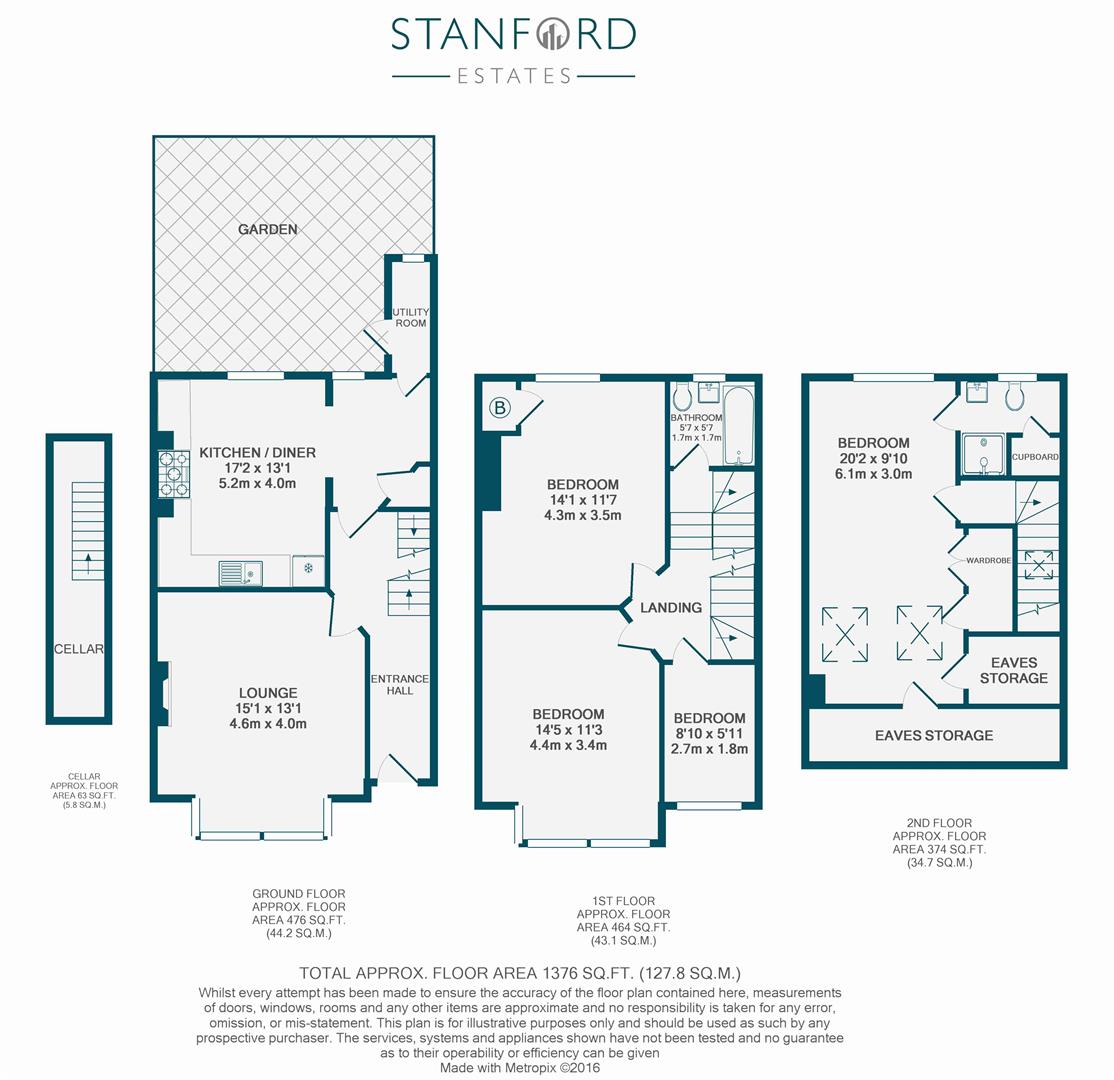 STANFORD
ESTATES
GARDEN
UTILITY
ROOM
KITCHEN / DINER
17'2 x 13'1
5.2m x 4.0m
LOUNGE
15'1 x 13'1
4.6m x 4.0m
ENTRANCE
HALL
CELLAR
CELLAR
APPROX. FLOOR
AREA 63 SQ.FT.
(5.8 SQ.M.)
GROUND FLOOR
APPROX. FLOOR
AREA 476 SQ.FT.
(44.2 SQ.M.)
B
BATHROOM
5'7 x 5'7
1.7m x 1.7m
BEDROOM
14'1 x 11'7
4.3m x 3.5m
LANDING
BEDROOM
14'5 x 11'3
4.4m x 3.4m
BEDROOM
8'10 x 5'11
2.7m x 1.8m
1ST FLOOR
APPROX. FLOOR
AREA 464 SQ.FT.
(43.1 SQ.M.)
BEDROOM
20'2 x 9'10
6.1m x 3.0m
CUPBOARD
WARDROBE
EAVES
STORAGE
EAVES STORAGE
2ND FLOOR
APPROX. FLOOR
AREA 374 SQ.FT.
(34.7 SQ.M.)
TOTAL APPROX. FLOOR AREA 1376 SQ.FT. (127.8 SQ.M.)
Whilst every attempt has been made to ensure the accuracy of the floor plan contained here, measurements
of doors, windows, rooms and any other items are approximate and no responsibility is taken for any error,
omission, or mis-statement. This plan is for illustrative purposes only and should be used as such by any
prospective purchaser. The services, systems and appliances shown have not been tested and no guarantee
as to their operability or efficiency can be given
Made with Metropix ©2016